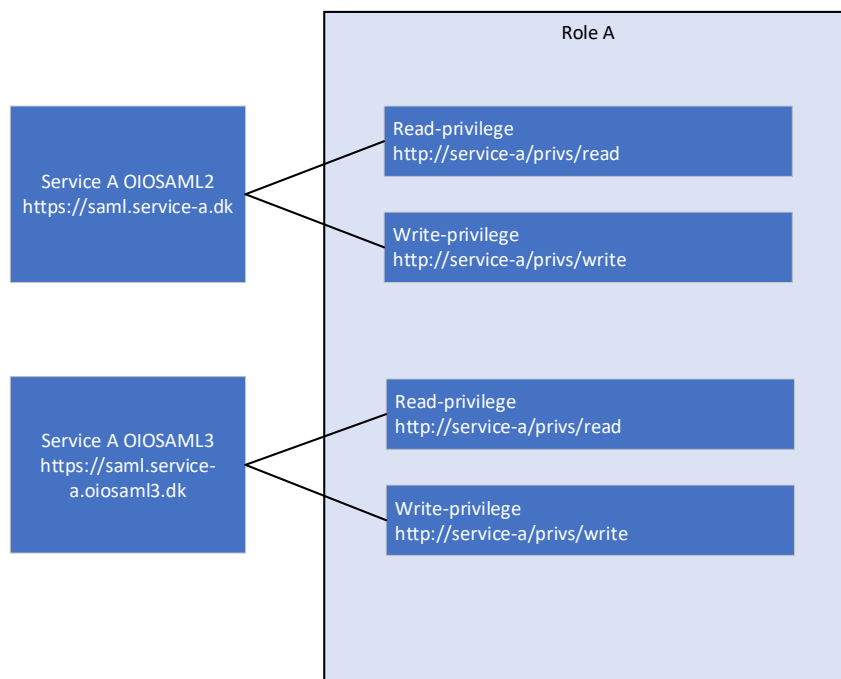 Role A
Service A OIOSAML2
https://saml.service-a.dk
Read-privilege
http://service-a/privs/read
Write-privilege
http://service-a/privs/write
Service A OIOSAML3
https://saml.service-
a.oiosaml3.dk
Read-privilege
http://service-a/privs/read
Write-privilege
http://service-a/privs/write